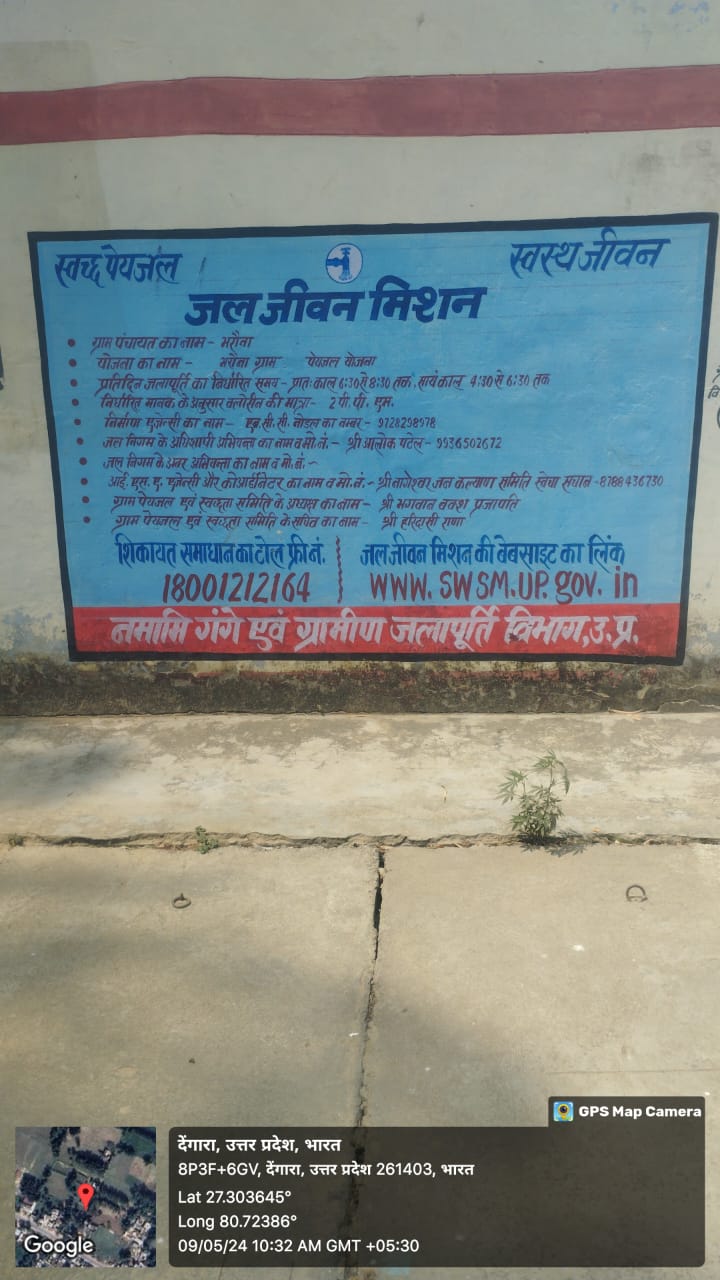 स्वच्छ पेयजल
स्वस्थ जीवन
जल जीवन मिशन
• ग्राम पंचायत का नाम - भरौना
• योजना का नाम - भरौना ग्राम पेयजल योजना
• प्रतिदिन जलापूर्ति का निर्धारित समय - प्रातः काल 6:30 से 8:30 तक, सायं काल 4:30 से 6:30 तक
• निर्धारित मानक के अनुसार क्लोरीन की मात्रा - 2 पी. पी. एम.
• निर्माण एजेन्सी का नाम - एन. सी. सी. नोडल का नम्बर - 9728298978
• जल निगम के अधिशाषी अभियन्ता का नाम व मो. नं. - श्री आलोक पटेल - 9936502672
• जल निगम के अवर अभियन्ता का नाम व मो. नं. -
• आई. एस. ए. एजेन्सी और कोआर्डिनेटर का नाम व मो. नं. - श्री नागेश्वर जन कल्याण समिति सेवा सचान - 8788436730
• ग्राम पेयजल एवं स्वच्छता समिति के अध्यक्ष का नाम - श्री भगवान बक्श प्रजापति
• ग्राम पेयजल एवं स्वच्छता समिति के सचिव का नाम - श्री हरिदासी राणा
शिकायत समाधान का टोल फ्री नं.
18001212164
जल जीवन मिशन की वेबसाइट का लिंक
WWW. SWSM.UP. gov. in
नमामि गंगे एवं ग्रामीण जलापूर्ति विभाग, उ. प्र.
GPS Map Camera
देंगारा, उत्तर प्रदेश, भारत
8P3F+6GV, देंगारा, उत्तर प्रदेश 261403, भारत
Lat 27.303645°
Long 80.72386°
09/05/24 10:32 AM GMT +05:30
Google